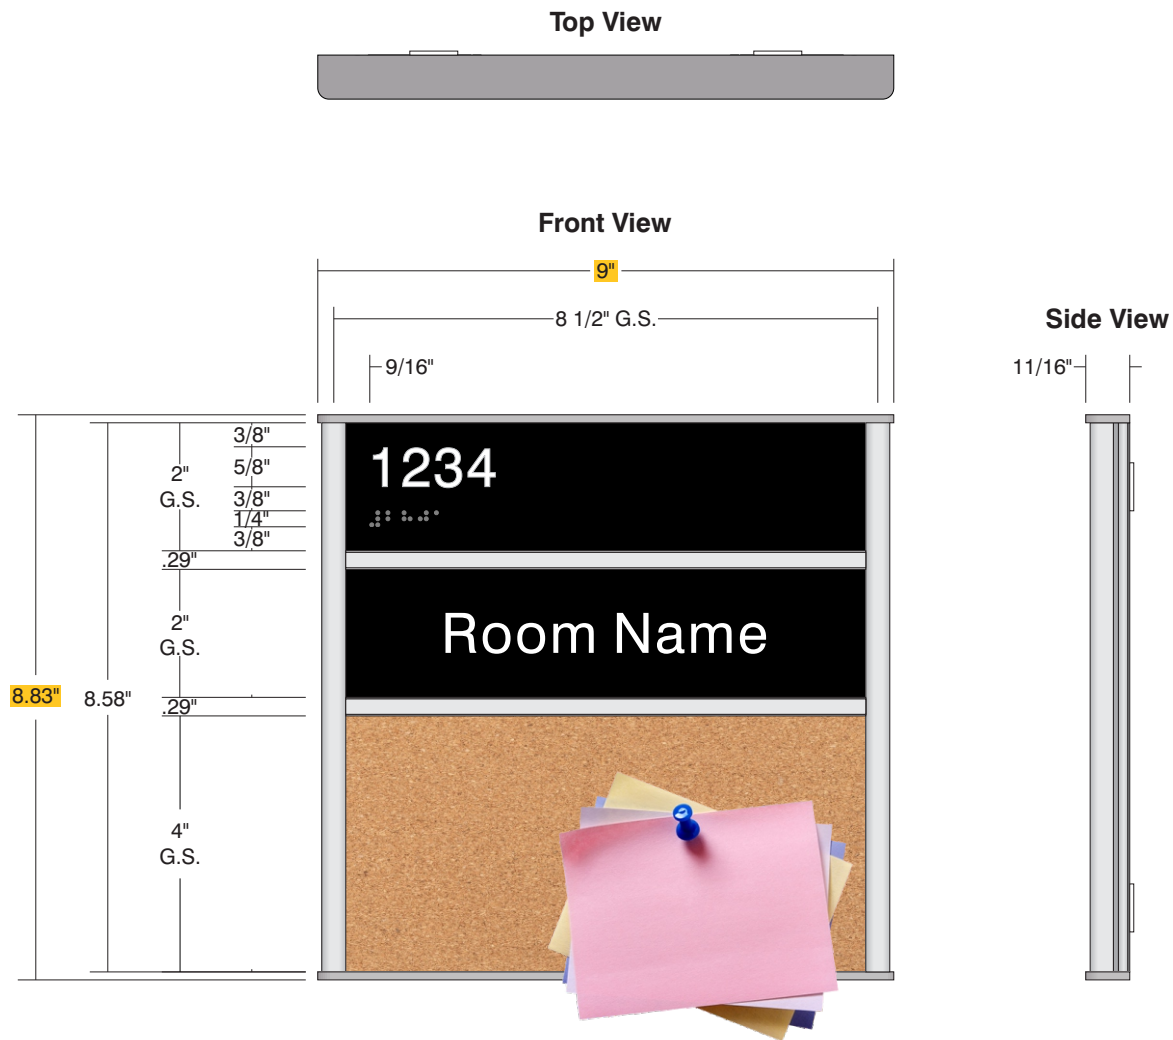 Top View
Front View
9"
8 1/2" G.S.
Side View
9/16"
11/16"
3/8"
2"
G.S.
5/8"
3/8"
1/4"
3/8"
1234
.29"
2"
G.S.
Room Name
8.83"
8.58"
.29"
4"
G.S.